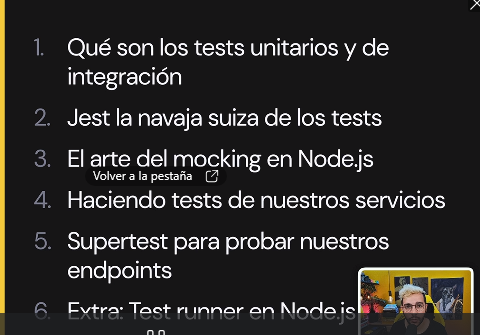 1. Qué son los tests unitarios y de
integración
2. Jest la navaja suiza de los tests
3. El arte del mocking en Node.js
Volver a la pestaña
4. Haciendo tests de nuestros servicios
5. Supertest para probar nuestros
endpoints
6. Extra: Test runner en Node.js